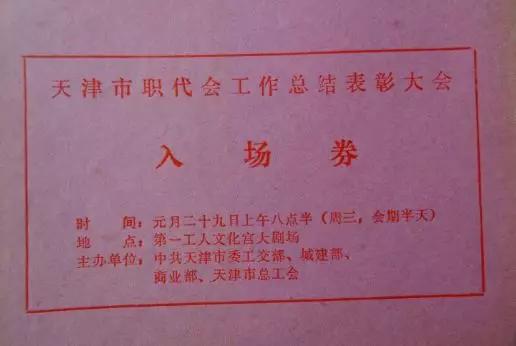 天津市职代会工作总结表彰大会
入场券
时间：元月二十九日上午八点半（周三，会期半天）
地点：第一工人文化宫大剧场
主办单位：中共天津市委工交部、城建部、
商业部、天津市总工会